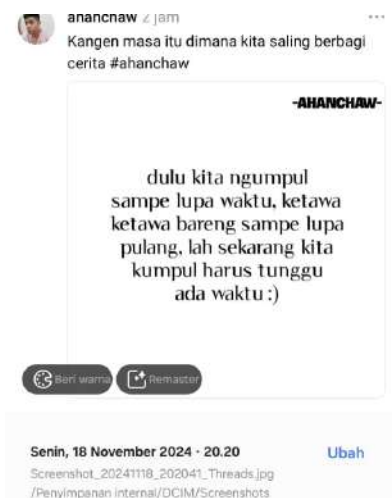 ahanchaw 2 jam
Kangen masa itu dimana kita saling berbagi
cerita #ahanchaw
-AHANCHAW-
dulu kita ngumpul
sampe lupa waktu, ketawa
ketawa bareng sampe lupa
pulang, lah sekarang kita
kumpul harus tunggu
ada waktu :)
Beri warna
Remaster
Senin, 18 November 2024 · 20.20
Ubah
Screenshot_20241118_202041_Threads.jpg
/Penyimpanan internal/DCIM/Screenshots